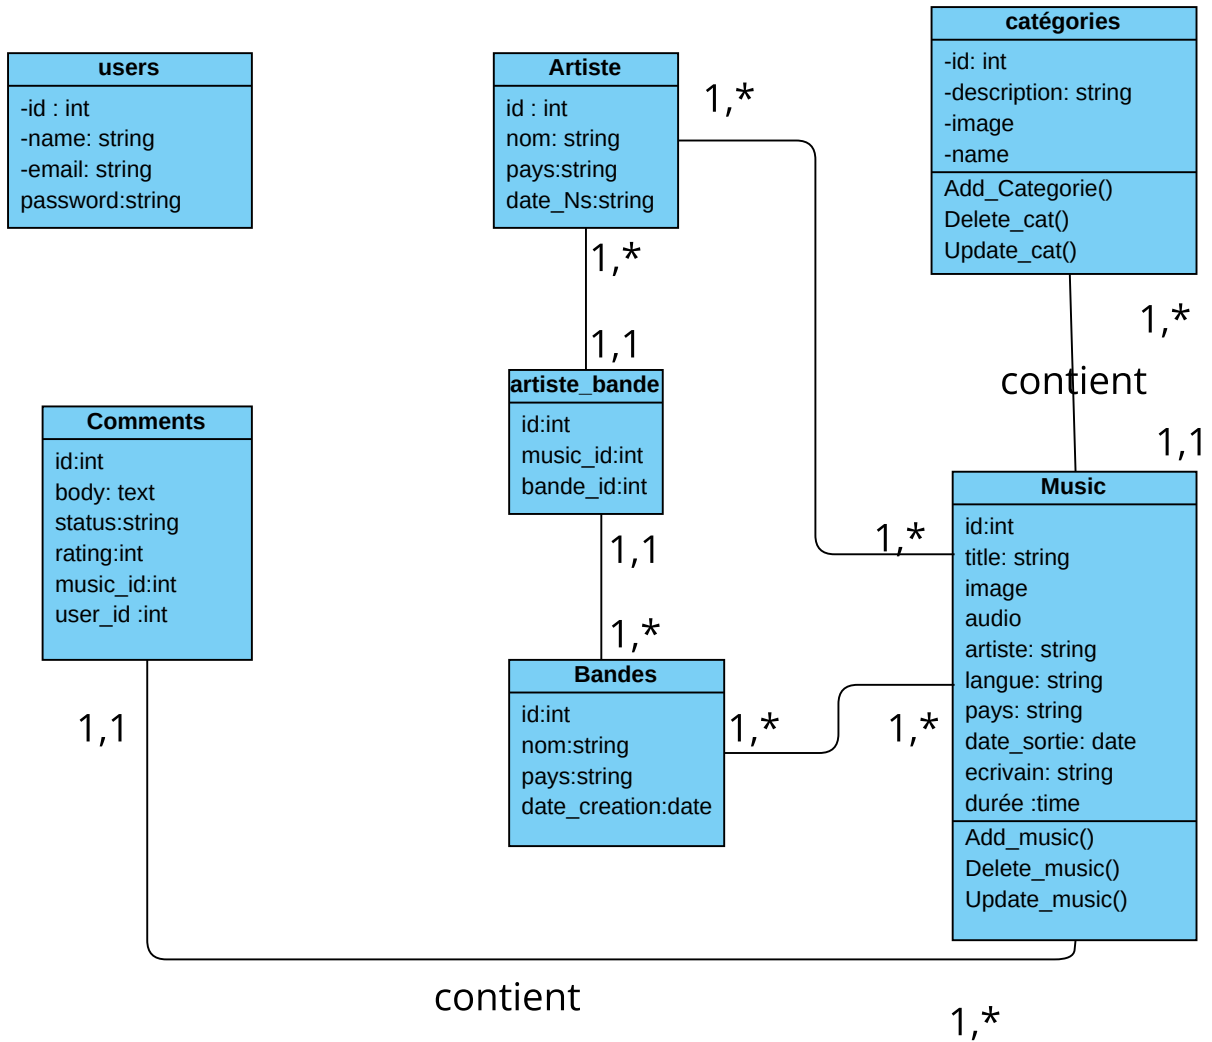 users
-id : int
-name: string
-email: string
password:string
Artiste
id : int
nom: string
pays:string
date_Ns:string
1,*
catégories
-id: int
-description: string
-image
-name
Add_Categorie()
Delete_cat()
Update_cat()
1,*
1,1
1,*
contient
1,1
artiste_bande
id:int
music_id:int
bande_id:int
Comments
id:int
body: text
status:string
rating:int
music_id:int
user_id :int
1,1
1,*
1,*
Music
id:int
title: string
image
audio
artiste: string
langue: string
pays: string
date_sortie: date
ecrivain: string
durée :time
Add_music()
Delete_music()
Update_music()
Bandes
id:int
nom:string
pays:string
date_creation:date
1,*
1,*
1,1
contient
1,*